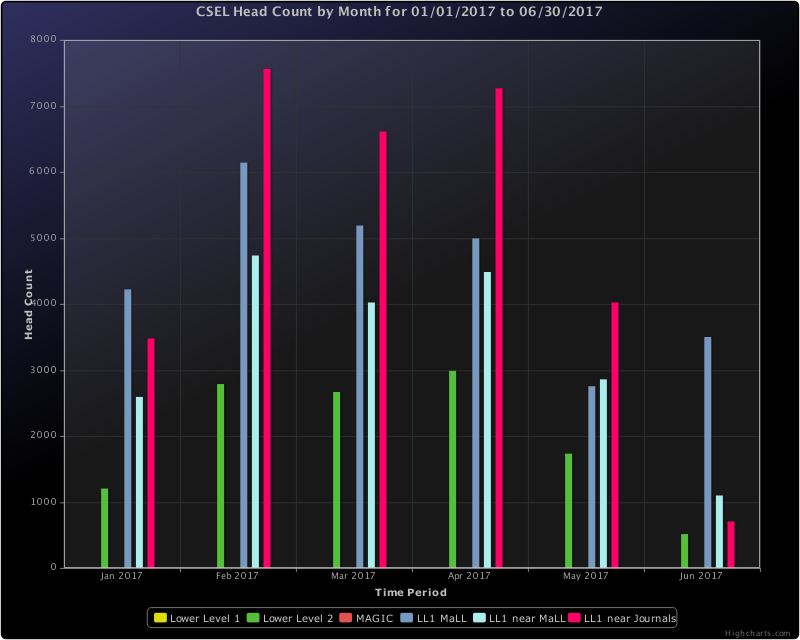 CSEL Head Count by Month for 01/01/2017 to 06/30/2017
8000
7000
6000
5000
4000
3000
2000
1000
0
Head Count
Jan 2017 Feb 2017 Mar 2017 Apr 2017 May 2017 Jun 2017
Time Period
Lower Level 1 Lower Level 2 MAGIC LL1 MaLL LL1 near MaLL LL1 near Journals
Highcharts.com